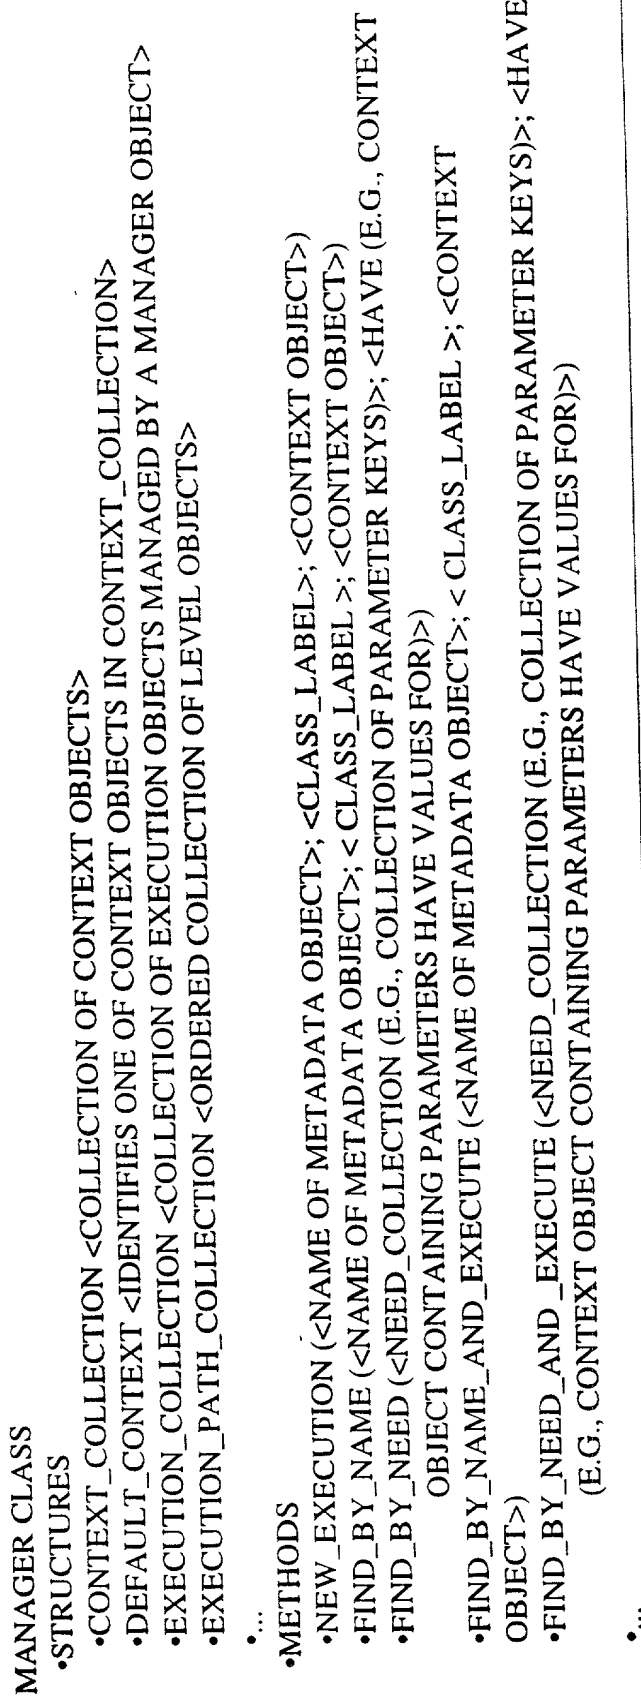 MANAGER CLASS
•STRUCTURES
•CONTEXT_COLLECTION <COLLECTION OF CONTEXT OBJECTS>
•DEFAULT_CONTEXT <IDENTIFIES ONE OF CONTEXT OBJECTS IN CONTEXT_COLLECTION>
•EXECUTION_COLLECTION <COLLECTION OF EXECUTION OBJECTS MANAGED BY A MANAGER OBJECT>
•EXECUTION_PATH_COLLECTION <ORDERED COLLECTION OF LEVEL OBJECTS>
•...
•METHODS
•NEW_EXECUTION (<NAME OF METADATA OBJECT>; <CLASS_LABEL>; <CONTEXT OBJECT>)
•FIND_BY_NAME (<NAME OF METADATA OBJECT>; < CLASS_LABEL >; <CONTEXT OBJECT>)
•FIND_BY_NEED (<NEED_COLLECTION (E.G., COLLECTION OF PARAMETER KEYS)>; <HAVE (E.G., CONTEXT
OBJECT CONTAINING PARAMETERS HAVE VALUES FOR)>)
•FIND_BY_NAME_AND_EXECUTE (<NAME OF METADATA OBJECT>; < CLASS_LABEL >; <CONTEXT
OBJECT>)
•FIND_BY_NEED_AND _EXECUTE (<NEED_COLLECTION (E.G., COLLECTION OF PARAMETER KEYS)>; <HAVE
(E.G., CONTEXT OBJECT CONTAINING PARAMETERS HAVE VALUES FOR)>)
•...